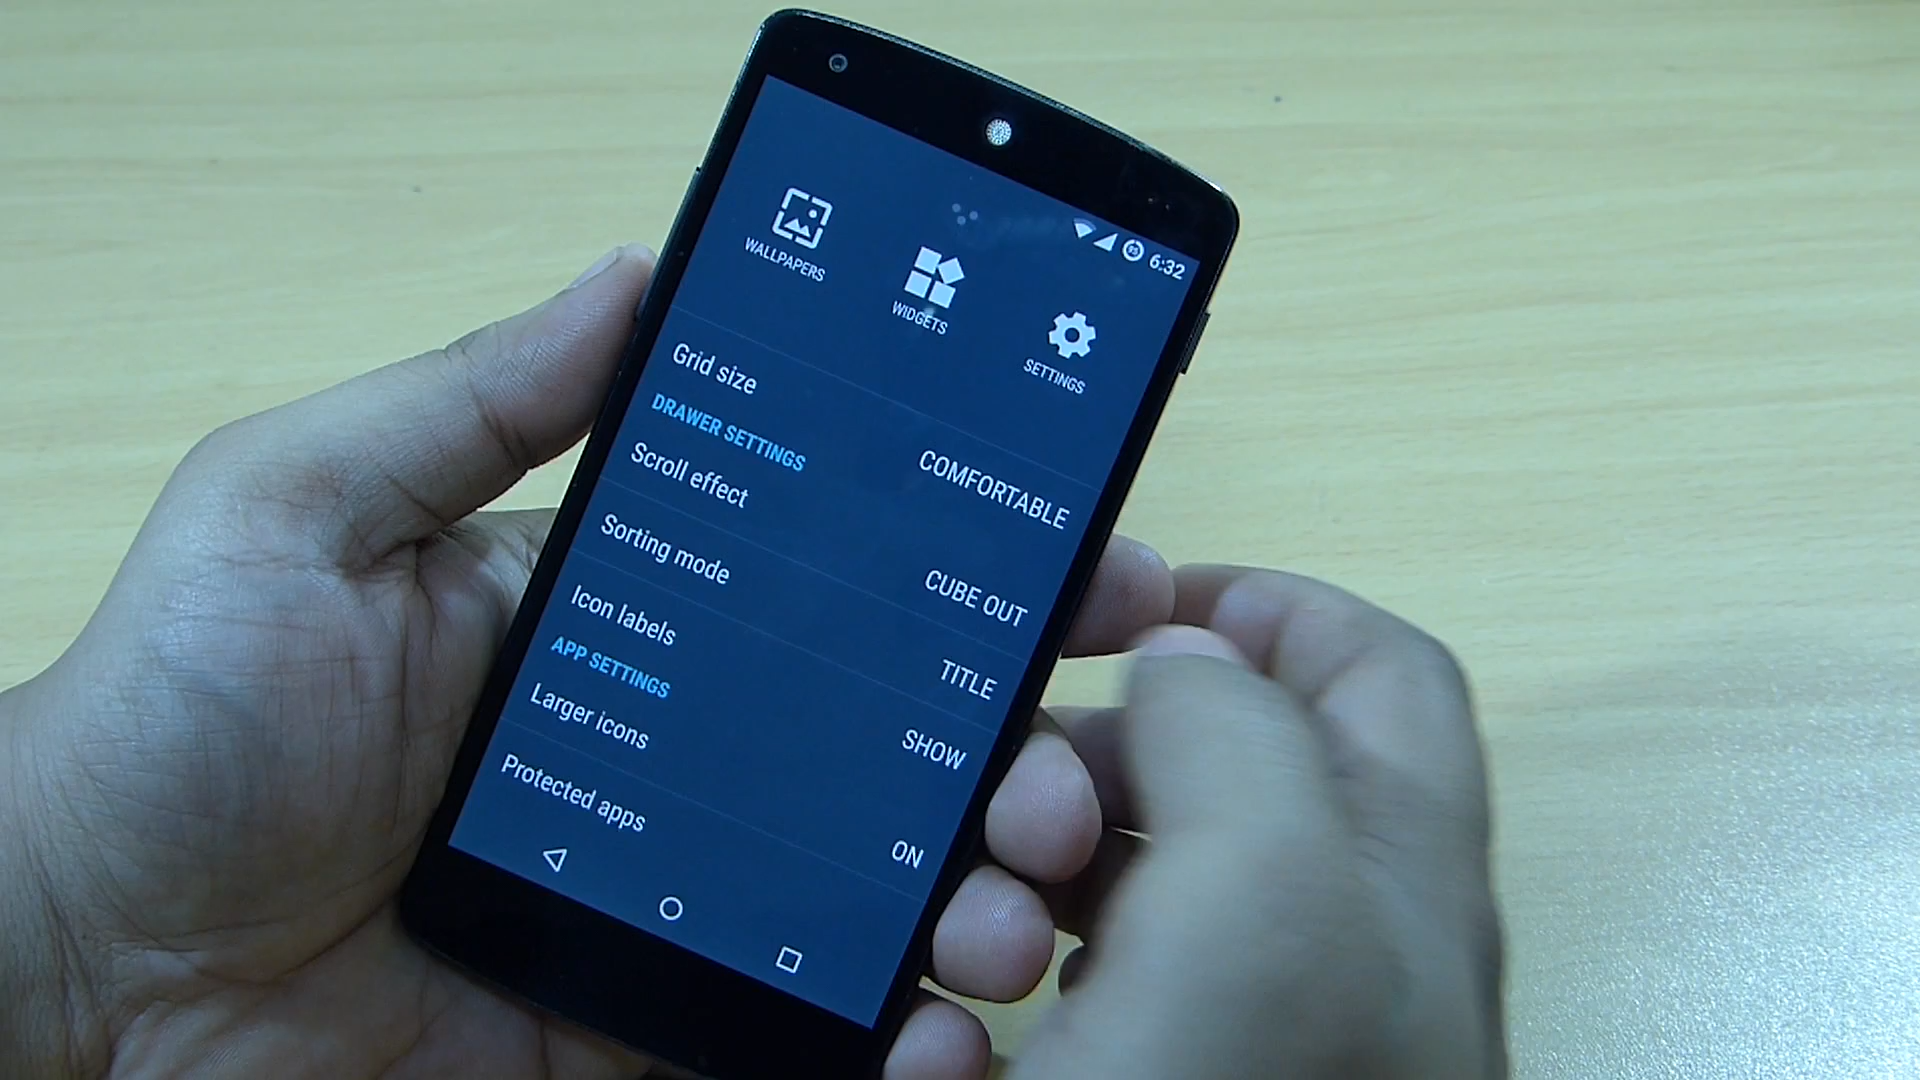 6:32
WALLPAPERS
WIDGETS
SETTINGS
Grid size COMFORTABLE
DRAWER SETTINGS
Scroll effect CUBE OUT
Sorting mode TITLE
Icon labels SHOW
APP SETTINGS
Larger icons ON
Protected apps